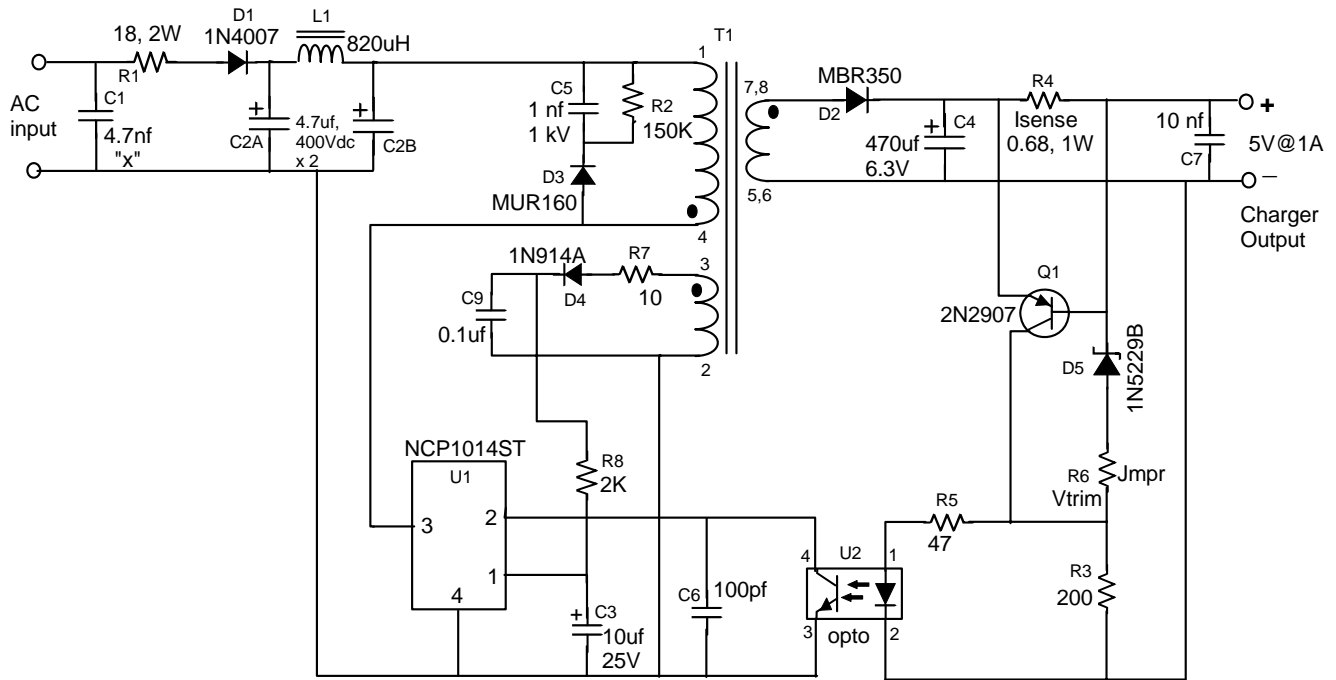 D1
1N4007
L1
820uH
18, 2W
R1
AC
input
C1
4.7nf
"x"
C2A
4.7uf,
400Vdc
x 2
C2B
C5
1 nf
1 kV
R2
150K
D3
MUR160
T1
1
4
3
2
7,8
5,6
MBR350
D2
C4
470uf
6.3V
R4
Isense
0.68, 1W
10 nf
C7
+
5V@1A
–
Charger
Output
1N914A
D4
R7
10
C9
0.1uf
Q1
2N2907
D5
1N5229B
R6
Jmpr
Vtrim
NCP1014ST
U1
3
2
1
4
R8
2K
+
C3
10uf
25V
C6
100pf
U2
4
3
1
2
opto
R5
47
R3
200
+
+
+